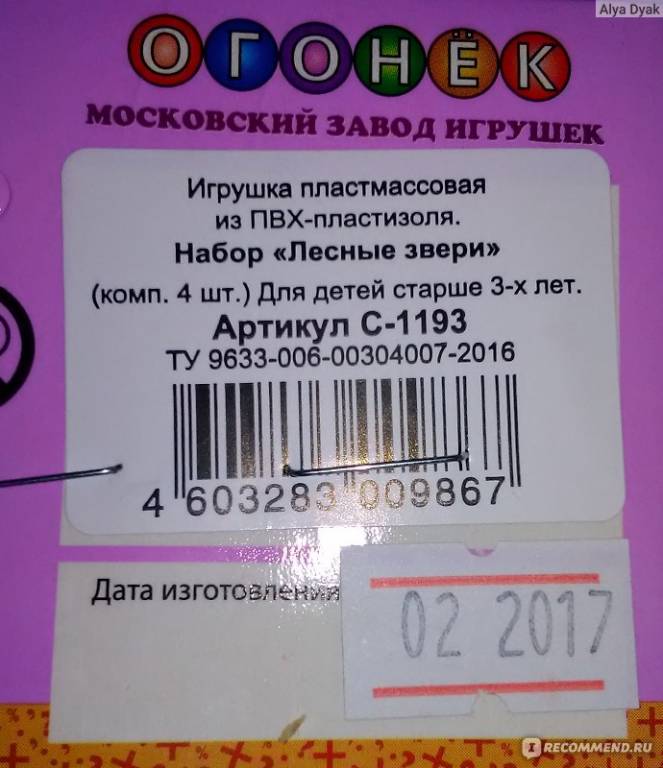 Alya Dyak
ОГОНЁК
МОСКОВСКИЙ ЗАВОД ИГРУШЕК
Игрушка пластмассовая
из ПВХ-пластизоля.
Набор «Лесные звери»
(комп. 4 шт.) Для детей старше 3-х лет.
Артикул С-1193
ТУ 9633-006-00304007-2016
4 603283 009867
Дата изготовления
02 2017
IRECOMMEND.RU